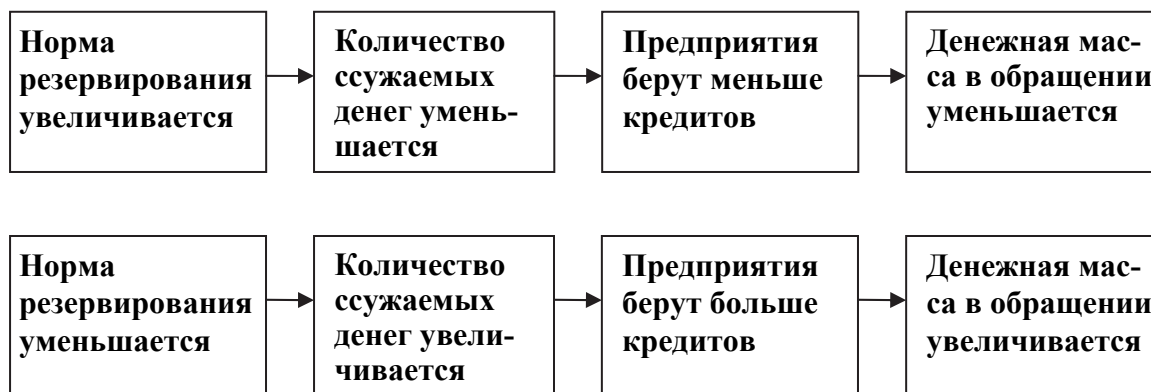 Норма
резервирования
увеличивается
Количество
ссужаемых
денег умень-
шается
Предприятия
берут меньше
кредитов
Денежная мас-
са в обращении
уменьшается
Норма
резервирования
уменьшается
Количество
ссужаемых
денег увели-
чивается
Предприятия
берут больше
кредитов
Денежная мас-
са в обращении
увеличивается